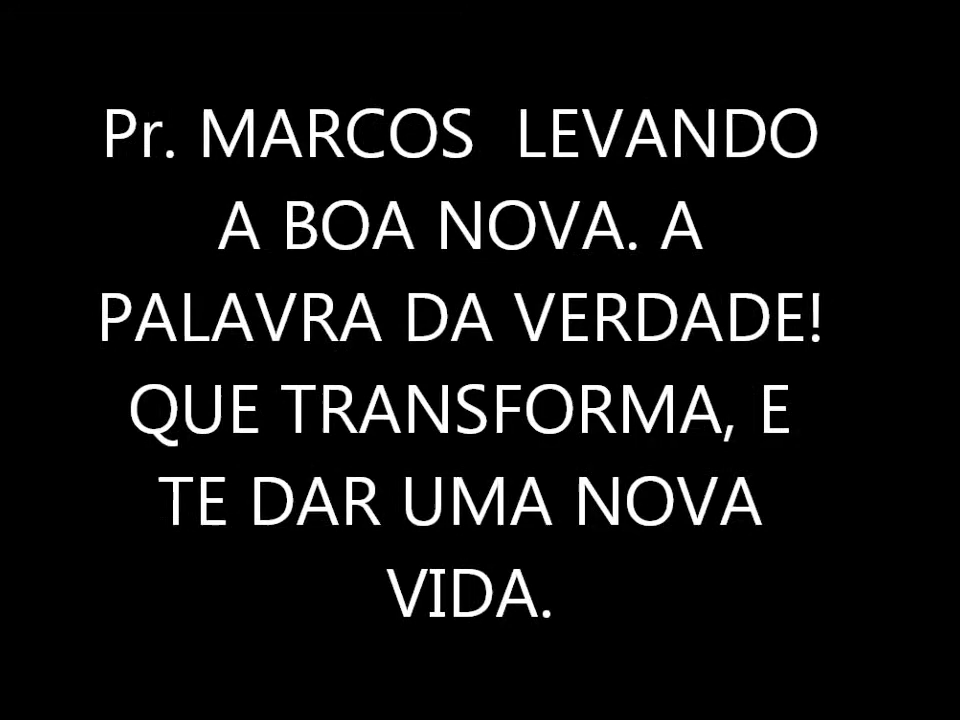 Pr. MARCOS  LEVANDO
A BOA NOVA. A
PALAVRA DA VERDADE!
QUE TRANSFORMA, E
TE DAR UMA NOVA
VIDA.